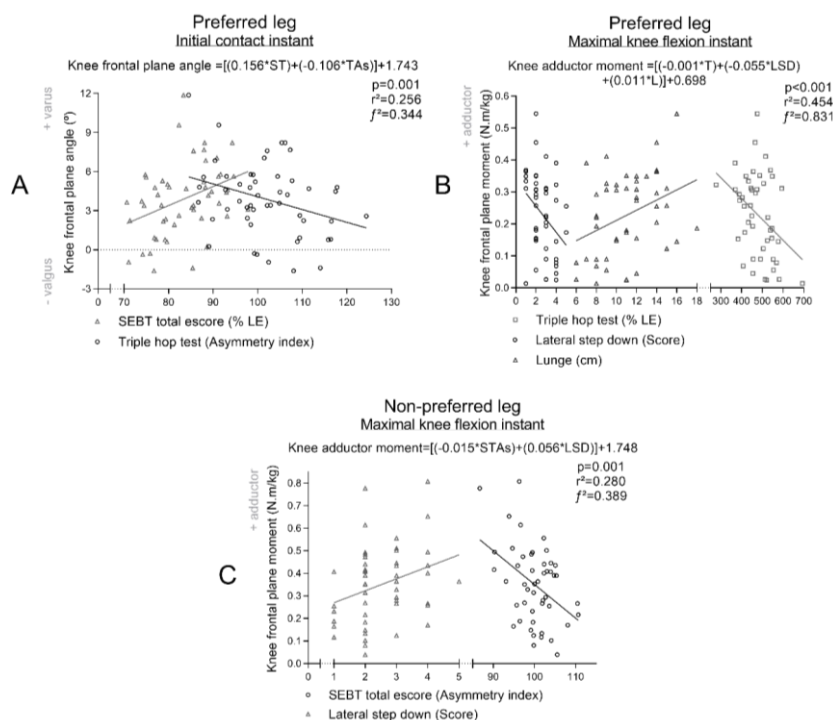 Preferred leg
Initial contact instant
Knee frontal plane angle =[(0.156*ST)+(-0.106*TAs)]+1.743
p=0.001
r²=0.256
ƒ²=0.344
A
+ varus
- valgus
Knee frontal plane angle (º)
12
9
6
3
0
-3
0 70 80 90 100 110 120 130
SEBT total escore (% LE)
Triple hop test (Asymmetry index)
Preferred leg
Maximal knee flexion instant
Knee adductor moment =[(-0.001*T)+(-0.055*LSD)
+(0.011*L)]+0.698
p<0.001
r²=0.454
ƒ²=0.831
B
+ adductor
Knee frontal plane moment (N.m/kg)
0.6
0.5
0.4
0.3
0.2
0.1
0.0
0 2 4 6 8 10 12 14 16 18 300 400 500 600 700
Triple hop test (% LE)
Lateral step down (Score)
Lunge (cm)
Non-preferred leg
Maximal knee flexion instant
Knee adductor moment=[(-0.015*STAs)+(0.056*LSD)]+1.748
p=0.001
r²=0.280
ƒ²=0.389
C
+ adductor
Knee frontal plane moment (N.m/kg)
0.8
0.7
0.6
0.5
0.4
0.3
0.2
0.1
0.0
0 1 2 3 4 5 90 100 110
SEBT total escore (Asymmetry index)
Lateral step down (Score)